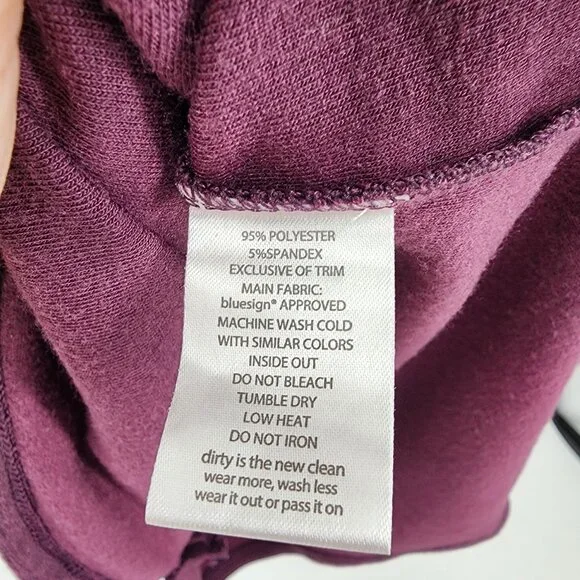 95% POLYESTER
5%SPANDEX
EXCLUSIVE OF TRIM
MAIN FABRIC:
bluesign® APPROVED
MACHINE WASH COLD
WITH SIMILAR COLORS
INSIDE OUT
DO NOT BLEACH
TUMBLE DRY
LOW HEAT
DO NOT IRON
dirty is the new clean
wear more, wash less
wear it out or pass it on